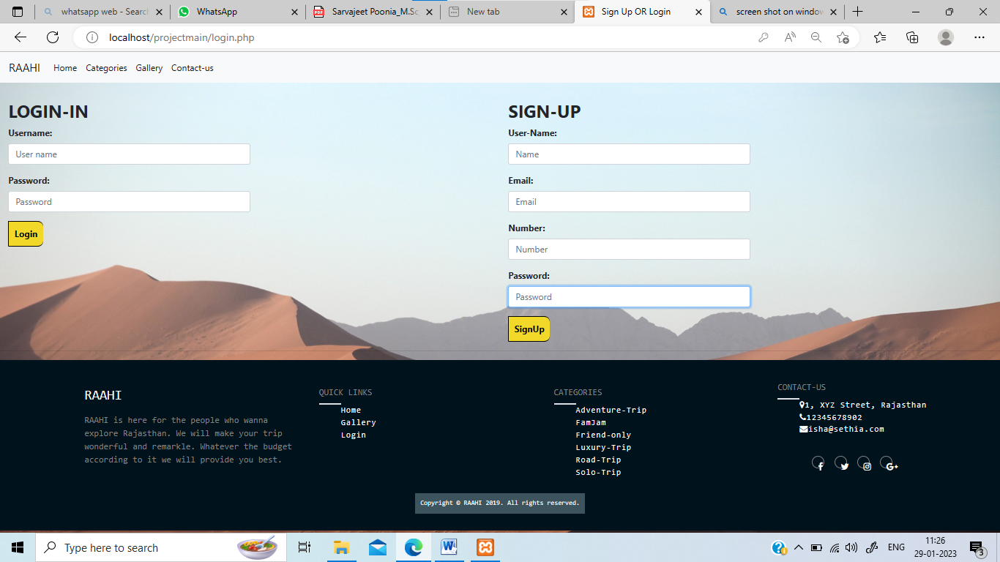 whatsapp web - Search
WhatsApp
Sarvajeet Poonia_M.Sc
New tab
Sign Up OR Login
screen shot on window
localhost/projectmain/login.php
RAAHI Home Categories Gallery Contact-us
LOGIN-IN
Username:
User name
Password:
Password
Login
SIGN-UP
User-Name:
Name
Email:
Email
Number:
Number
Password:
Password
SignUp
RAAHI
RAAHI is here for the people who wanna
explore Rajasthan. We will make your trip
wonderful and remarkle. Whatever the budget
according to it we will provide you best.
QUICK LINKS
Home
Gallery
Login
CATEGORIES
Adventure-Trip
FamJam
Friend-only
Luxury-Trip
Road-Trip
Solo-Trip
CONTACT-US
1, XYZ Street, Rajasthan
12345678902
isha@sethia.com
Copyright © RAAHI 2019. All rights reserved.
Type here to search
ENG
11:26
29-01-2023
3